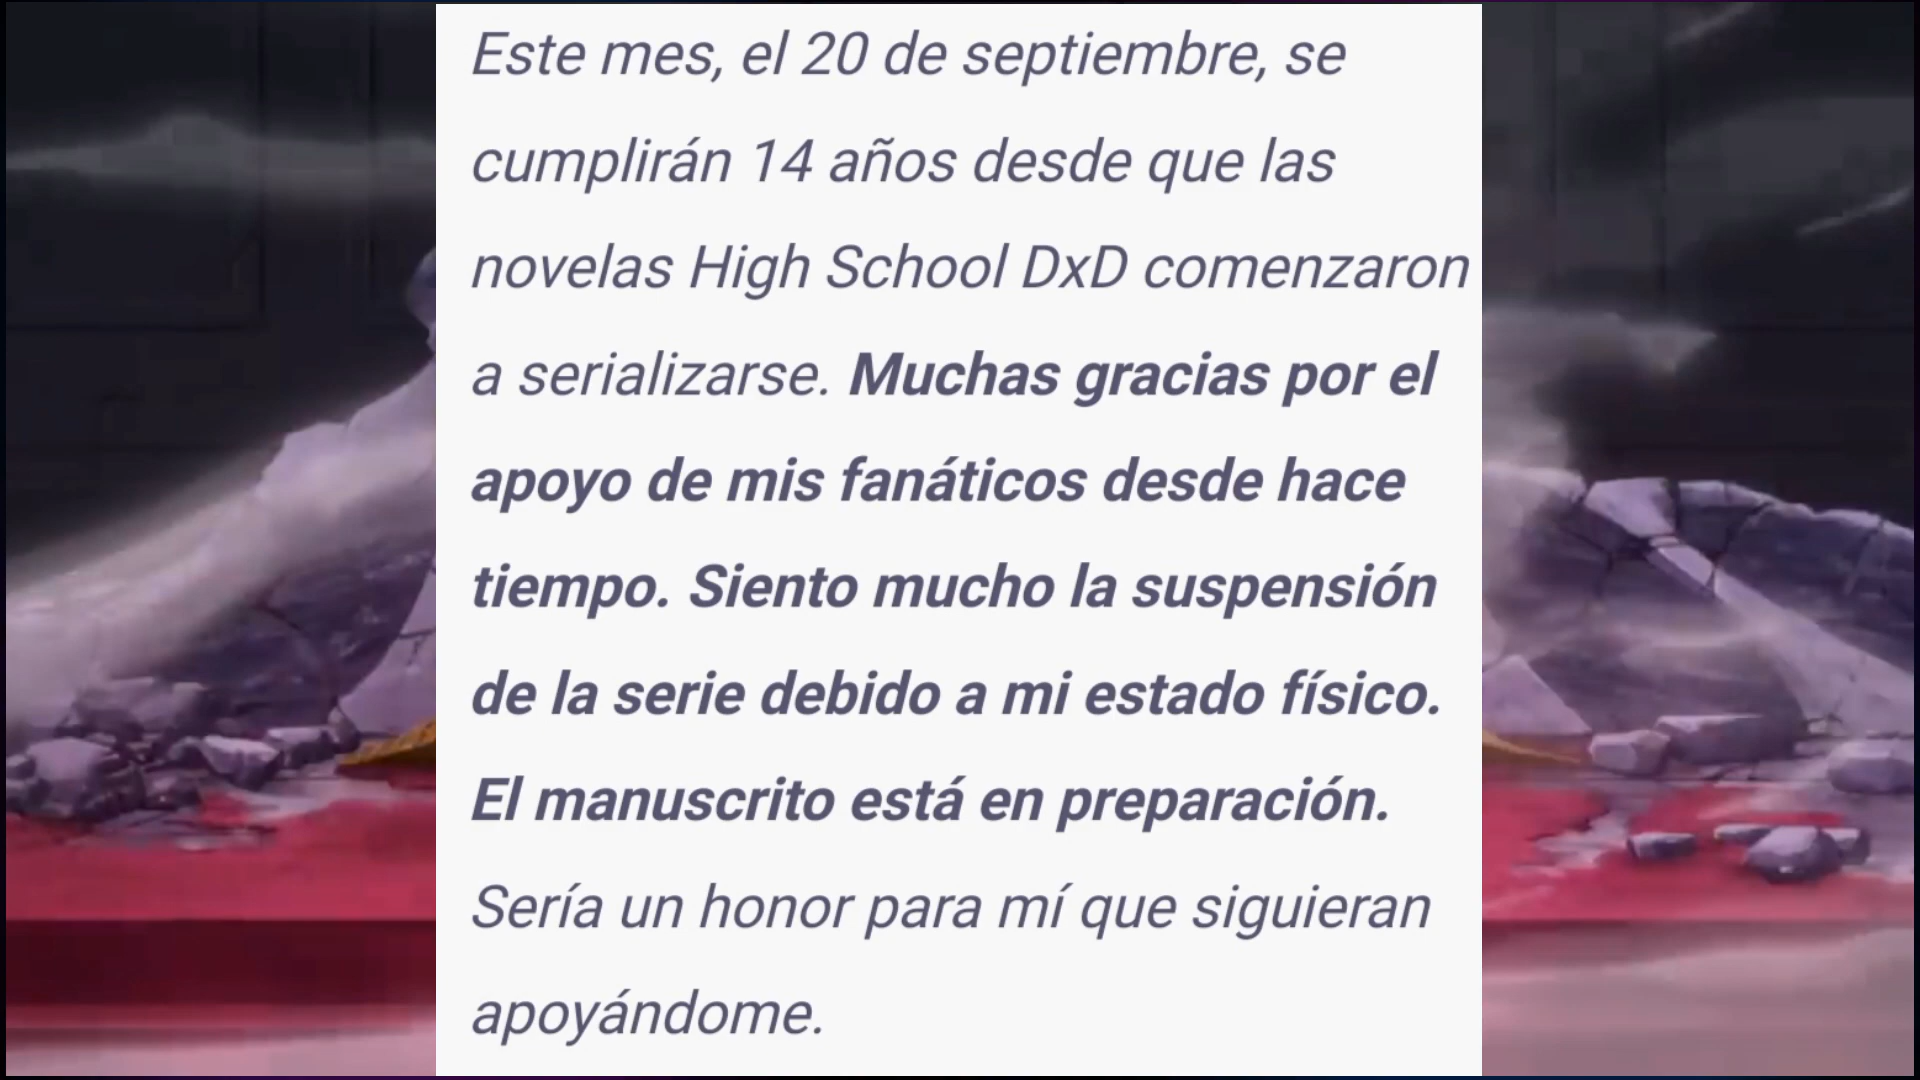 Este mes, el 20 de septiembre, se
cumplirán 14 años desde que las
novelas High School DxD comenzaron
a serializarse. Muchas gracias por el
apoyo de mis fanáticos desde hace
tiempo. Siento mucho la suspensión
de la serie debido a mi estado físico.
El manuscrito está en preparación.
Sería un honor para mí que siguieran
apoyándome.